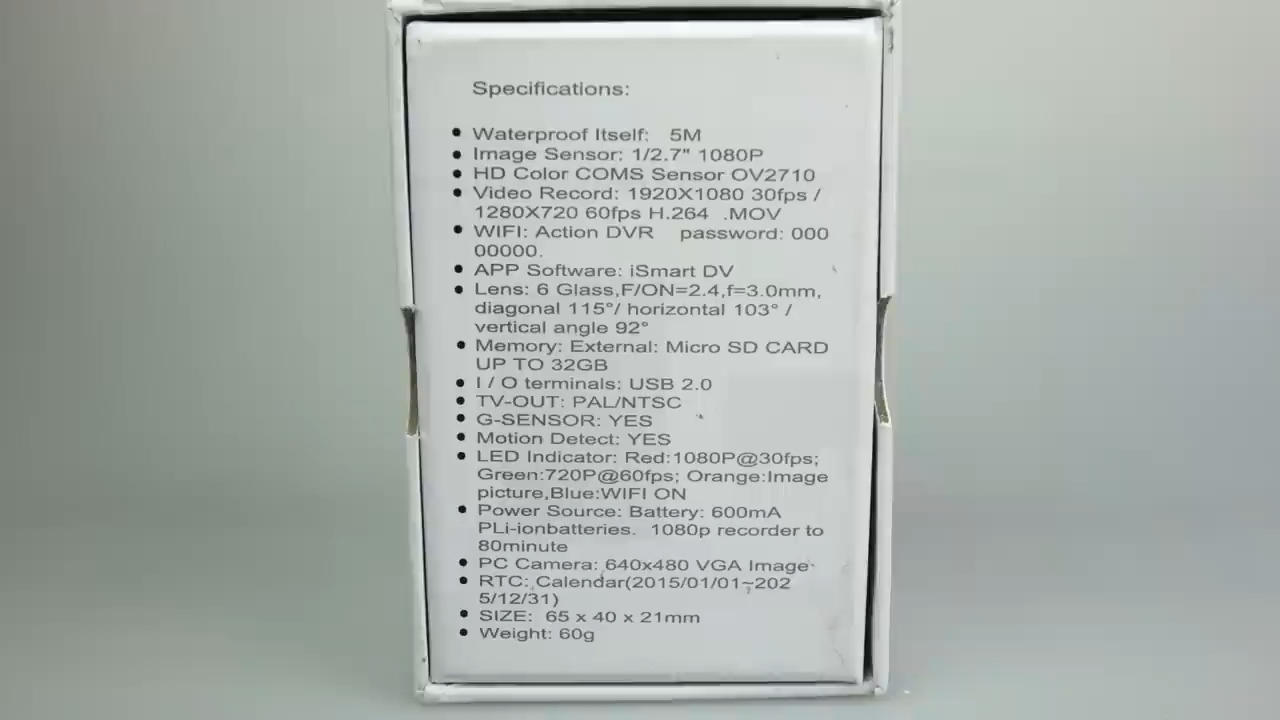 Specifications:
• Waterproof Itself: 5M
• Image Sensor: 1/2.7" 1080P
• HD Color COMS Sensor OV2710
• Video Record: 1920X1080 30fps /
1280X720 60fps H.264 .MOV
• WIFI: Action DVR password: 000
00000.
• APP Software: iSmart DV
• Lens: 6 Glass,F/ON=2.4,f=3.0mm,
diagonal 115°/ horizontal 103° /
vertical angle 92°
• Memory: External: Micro SD CARD
UP TO 32GB
• I / O terminals: USB 2.0
• TV-OUT: PAL/NTSC
• G-SENSOR: YES
• Motion Detect: YES
• LED Indicator: Red:1080P@30fps;
Green:720P@60fps; Orange:Image
picture,Blue:WIFI ON
• Power Source: Battery: 600mA
PLi-ionbatteries. 1080p recorder to
80minute
• PC Camera: 640x480 VGA Image
• RTC: Calendar(2015/01/01~202
5/12/31)
• SIZE: 65 x 40 x 21mm
• Weight: 60g